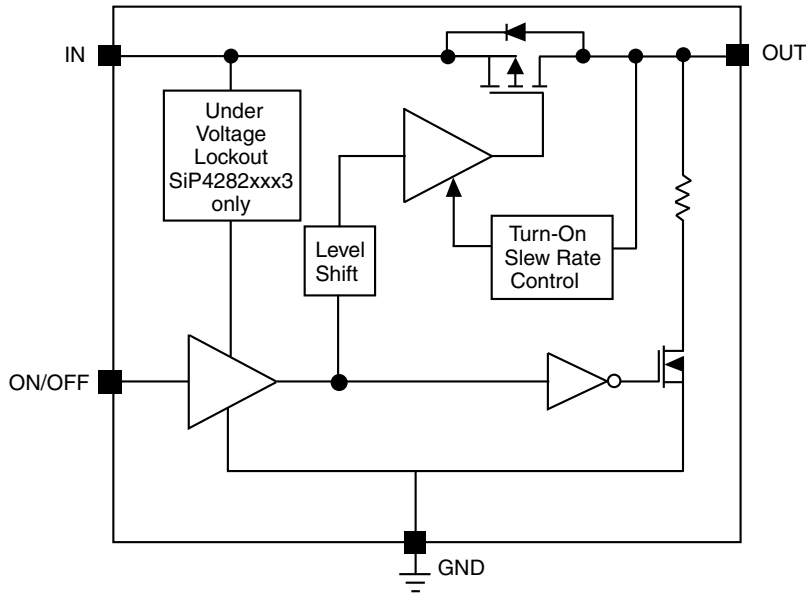 IN
OUT
Under
Voltage
Lockout
SiP4282xxx3
only
Level
Shift
Turn-On
Slew Rate
Control
ON/OFF
GND